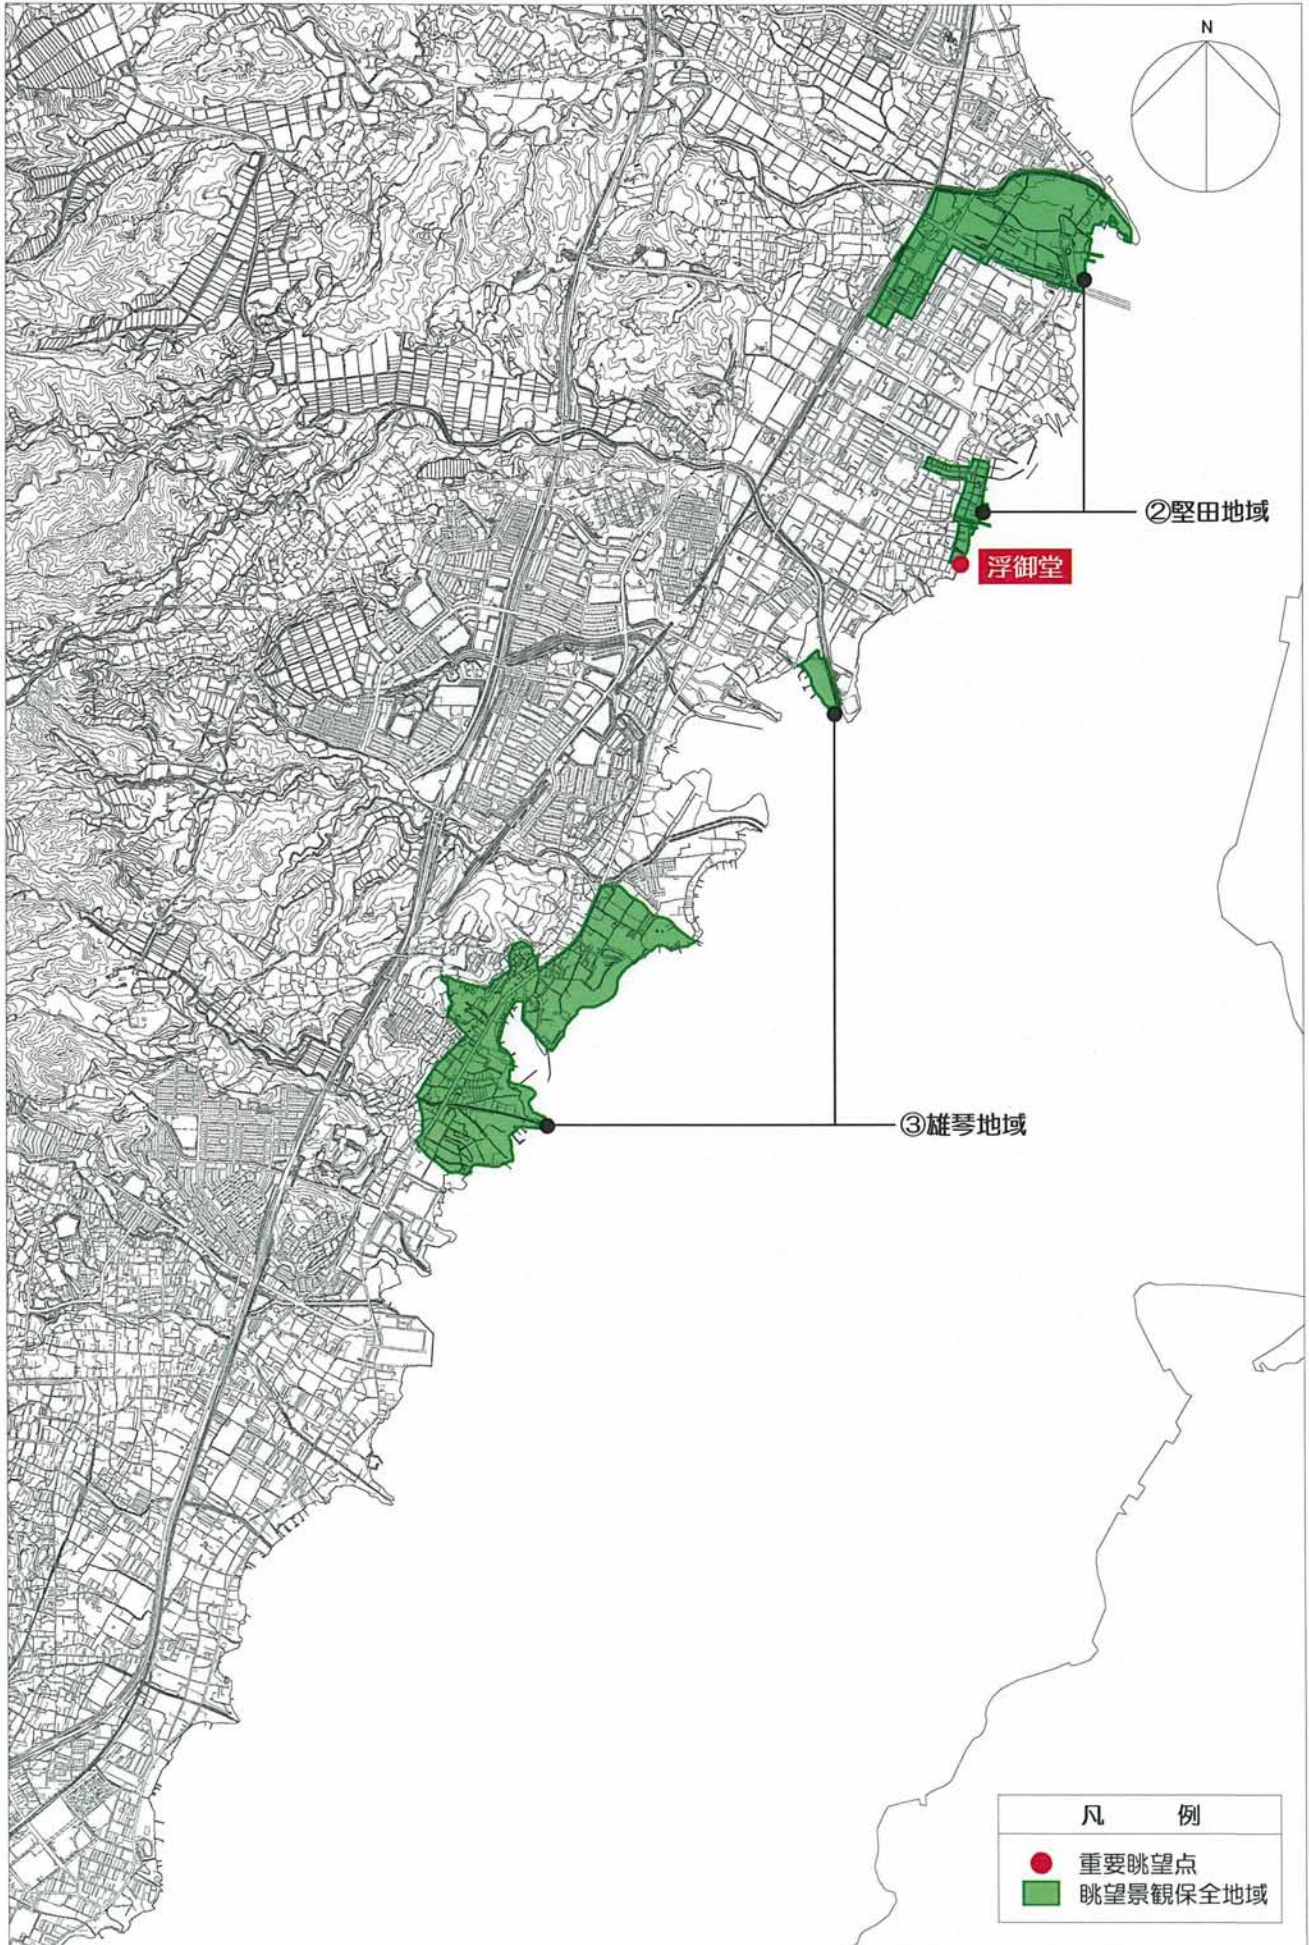 N
②堅田地域
浮御堂
③雄琴地域
凡 例
重要眺望点
眺望景観保全地域